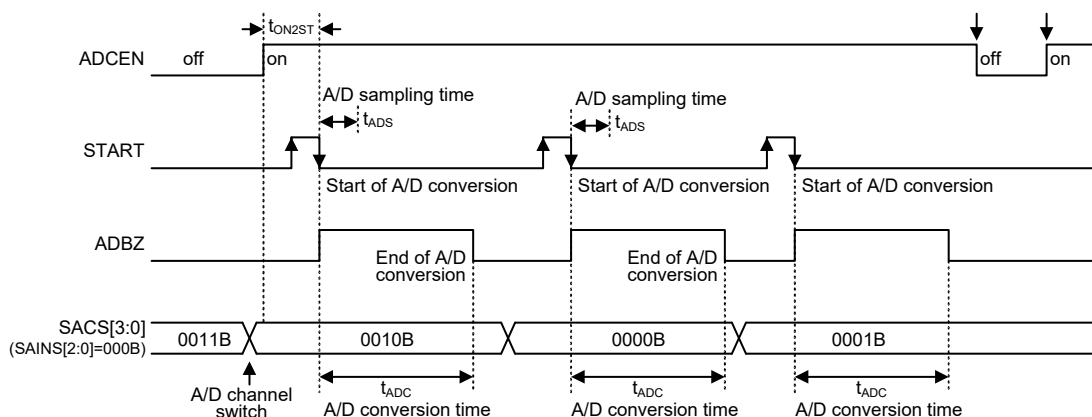 tON2ST
ADCEN
off
on
off
on
A/D sampling time
tADS
A/D sampling time
tADS
START
Start of A/D conversion
Start of A/D conversion
Start of A/D conversion
ADBZ
End of A/D
conversion
End of A/D
conversion
SACS[3:0]
(SAINS[2:0]=000B)
0011B
0010B
0000B
0001B
A/D channel
switch
tADC
A/D conversion time
tADC
A/D conversion time
tADC
A/D conversion time